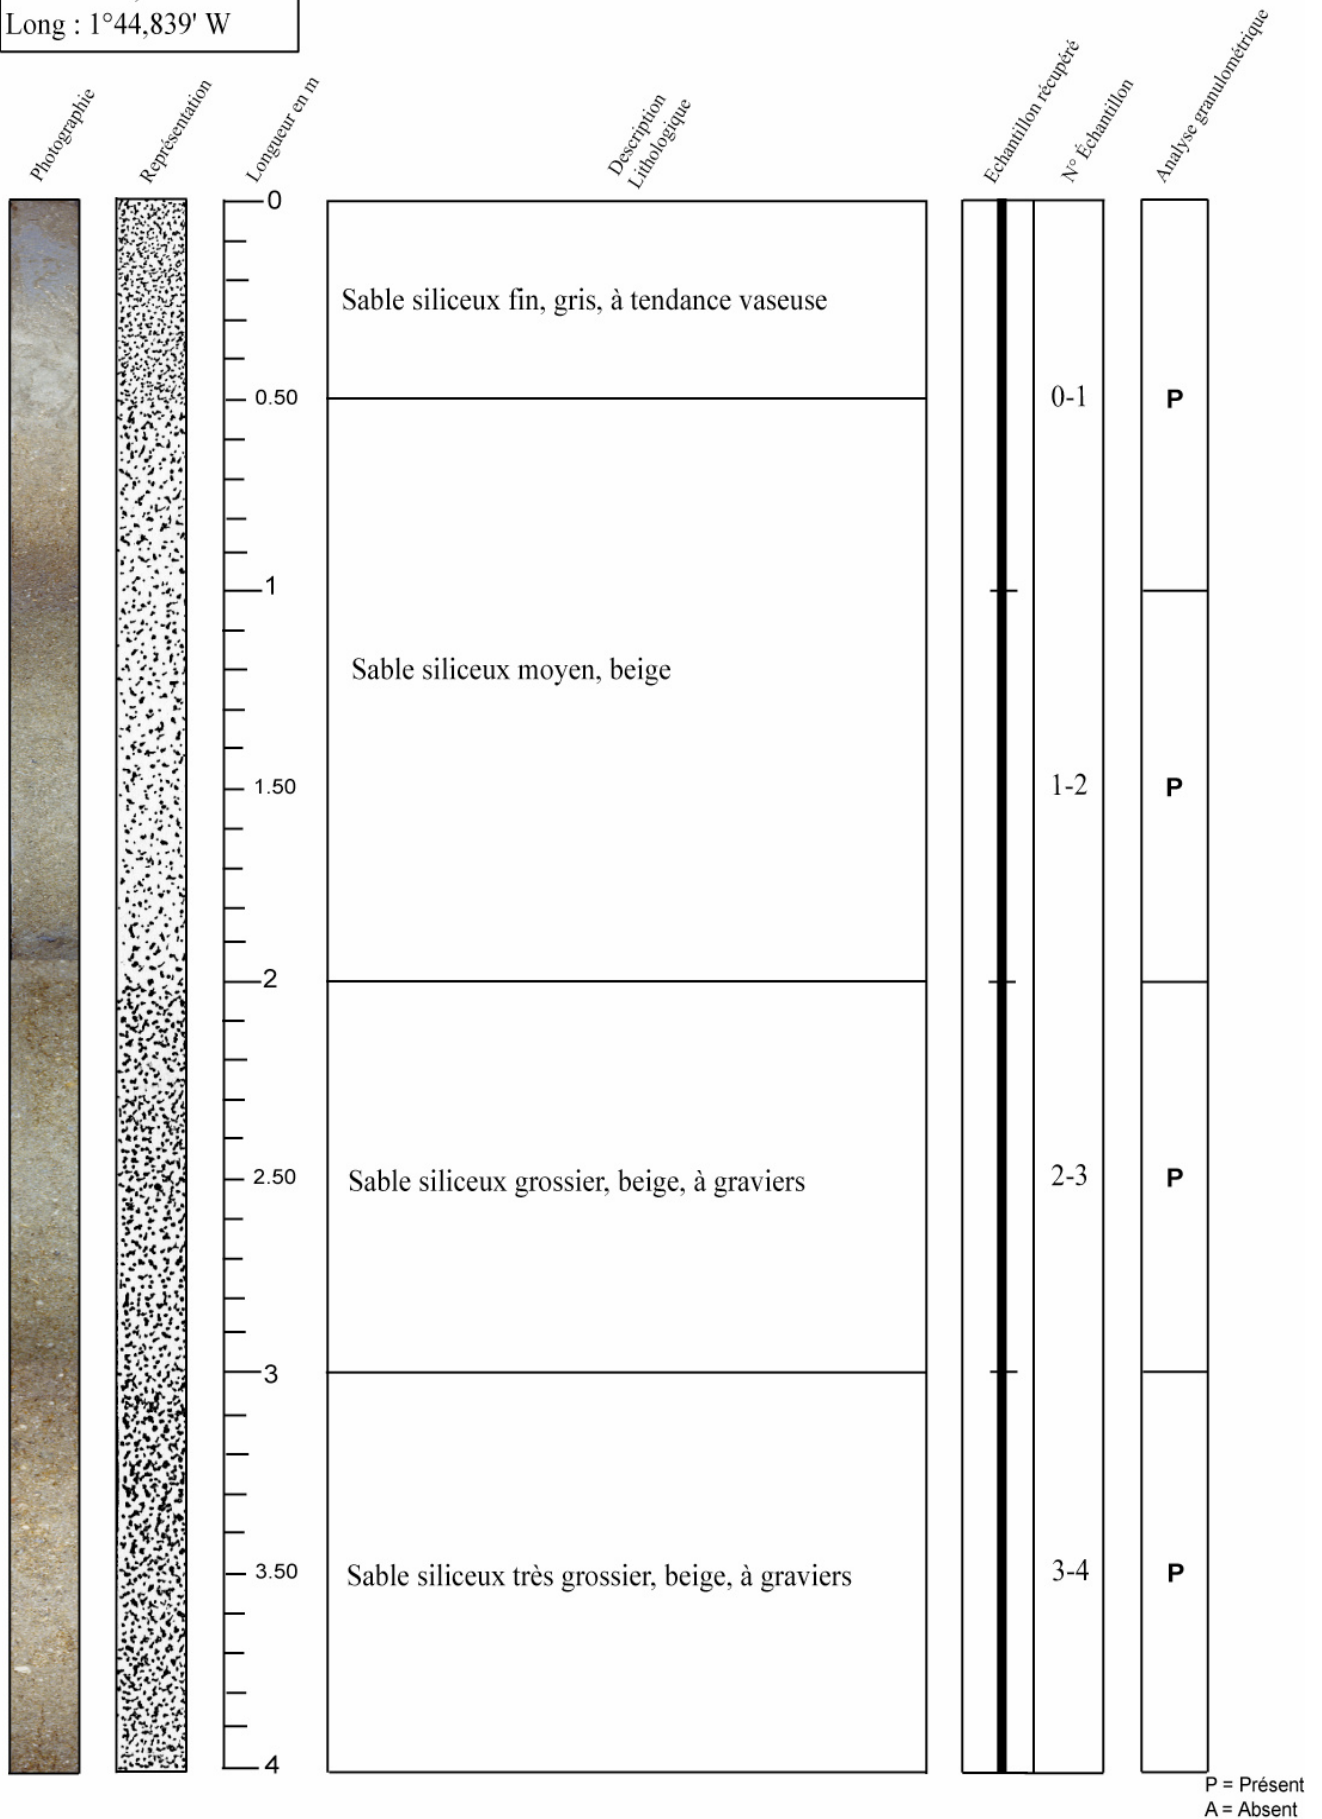 Long : 1°44,839' W
Photographie
Représentation
Longueur en m
Description
Lithologique
Echantillon récupéré
N° Échantillon
Analyse granulométrique
0
Sable siliceux fin, gris, à tendance vaseuse
0.50
0-1
P
1
Sable siliceux moyen, beige
1.50
1-2
P
2
2.50
Sable siliceux grossier, beige, à graviers
2-3
P
3
3.50
Sable siliceux très grossier, beige, à graviers
3-4
P
4
P = Présent
A = Absent